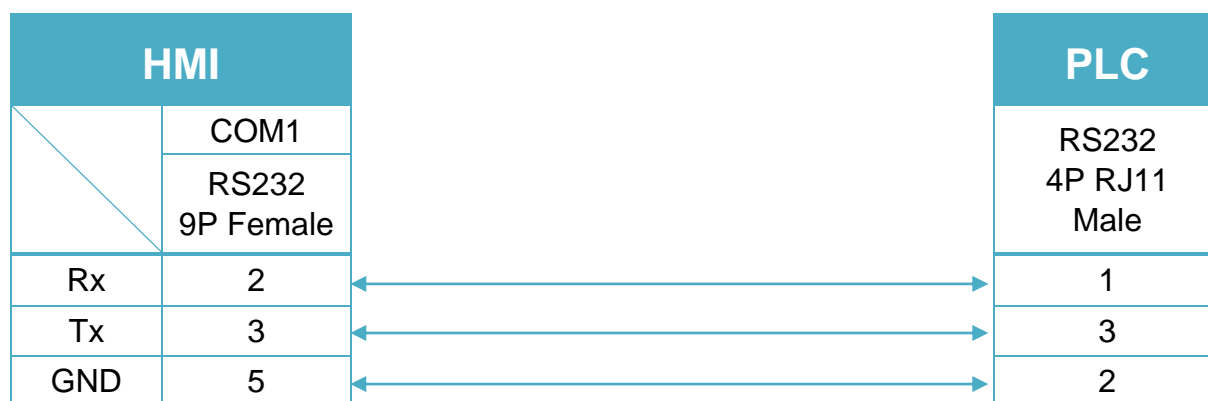 HMI
PLC
COM1
RS232
9P Female
RS232
4P RJ11
Male
Rx 2 1
Tx 3 3
GND 5 2